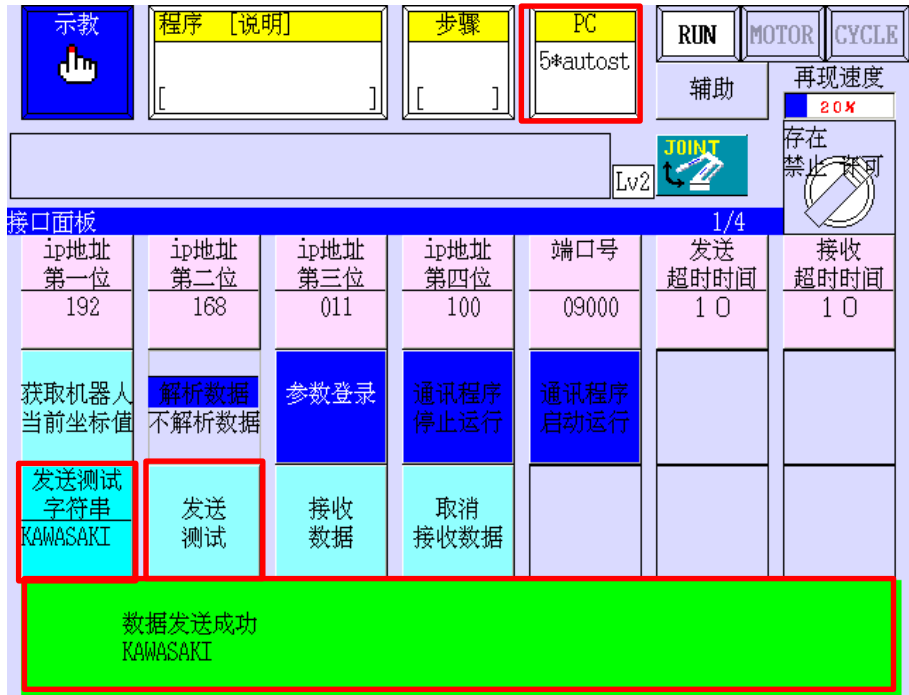 示教
程序 [说明]
[ ]
步骤
[ ]
PC
5*autost
RUN
MOTOR
CYCLE
辅助
再现速度
20%
Lv2
JOINT
存在
禁止 许可
接口面板
1/4
ip地址
第一位
192
ip地址
第二位
168
ip地址
第三位
011
ip地址
第四位
100
端口号
09000
发送
超时时间
10
接收
超时时间
10
获取机器人
当前坐标值
解析数据
不解析数据
参数登录
通讯程序
停止运行
通讯程序
启动运行
发送测试
字符串
KAWASAKI
发送
测试
接收
数据
取消
接收数据
数据发送成功
KAWASAKI